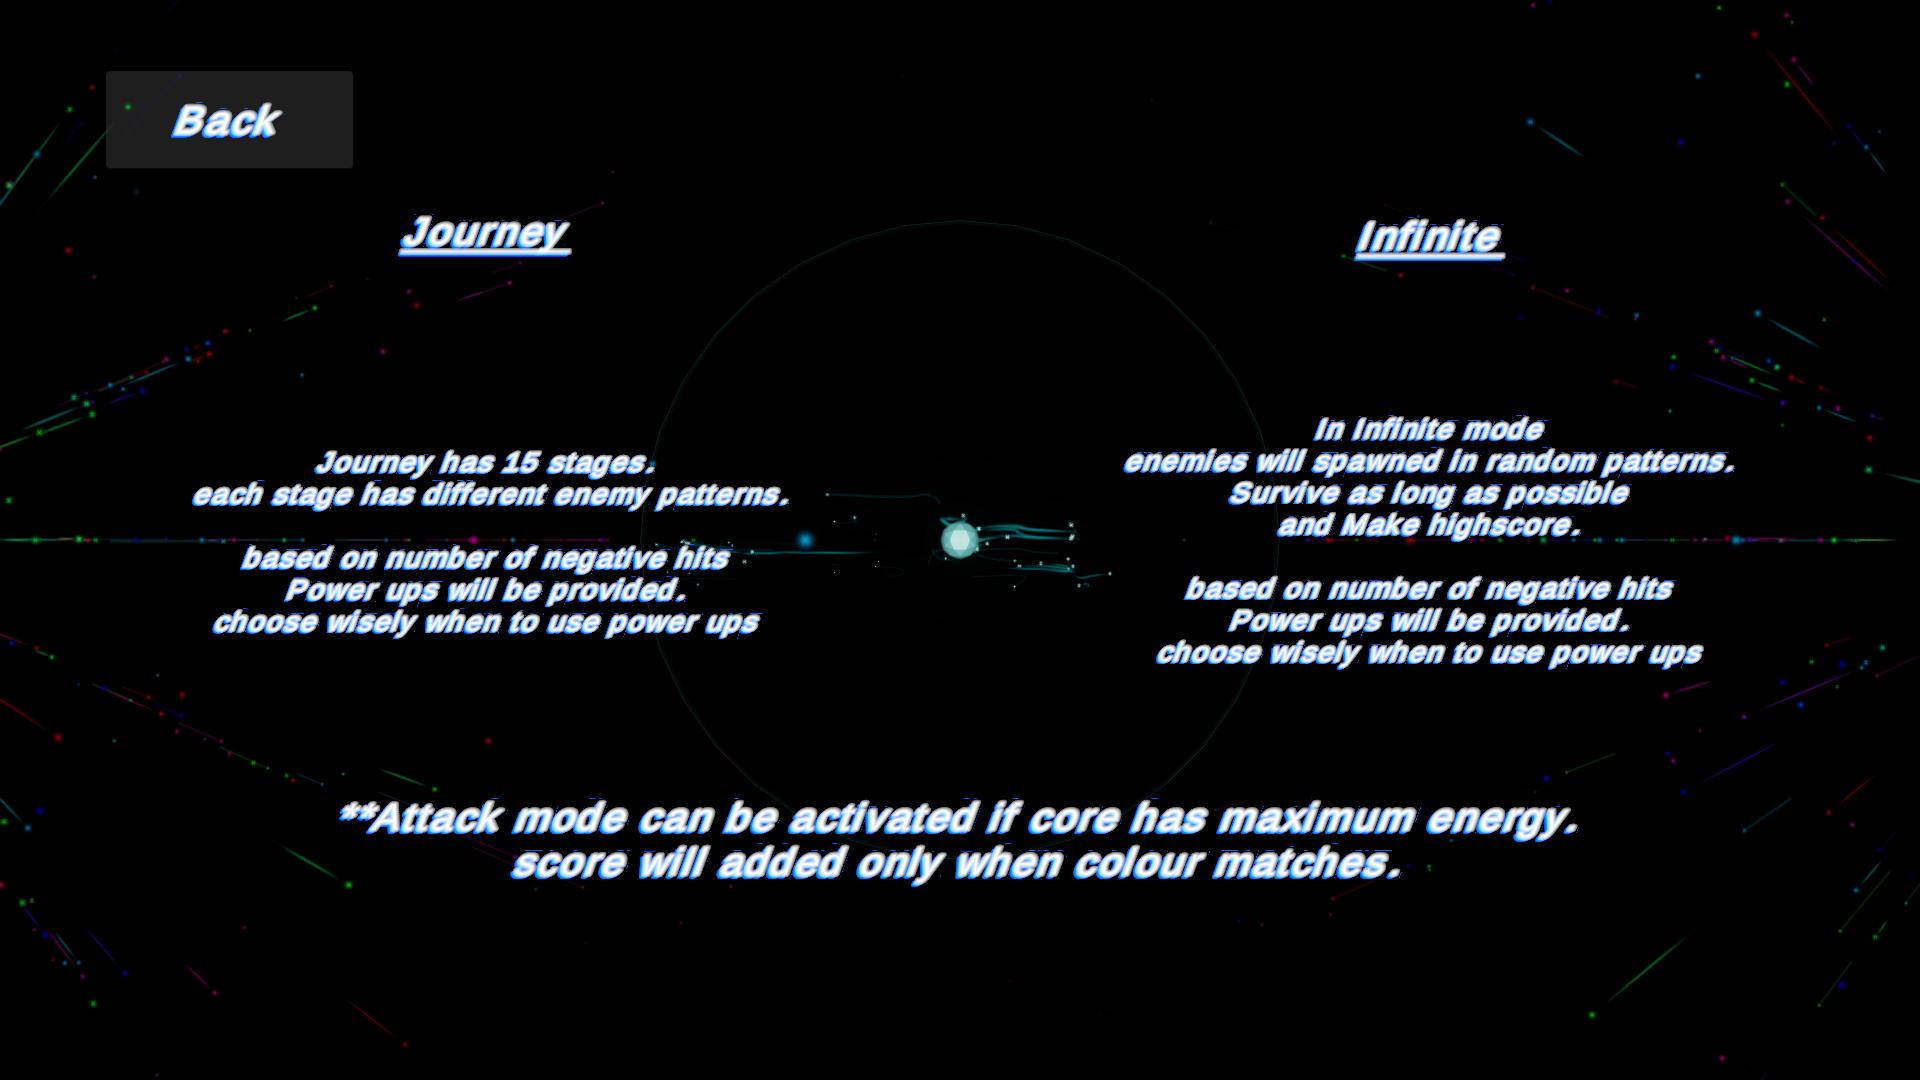 Back
Journey
Journey has 15 stages.
each stage has different enemy patterns.
based on number of negative hits
Power ups will be provided.
choose wisely when to use power ups
Infinite
In Infinite mode
enemies will spawned in random patterns.
Survive as long as possible
and Make highscore.
based on number of negative hits
Power ups will be provided.
choose wisely when to use power ups
**Attack mode can be activated if core has maximum energy.
score will added only when colour matches.